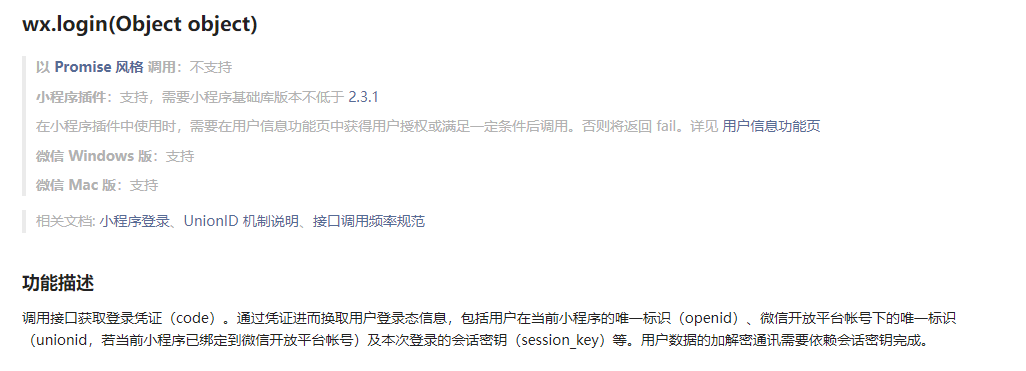 wx.login(Object object)
以 Promise 风格 调用：不支持
小程序插件：支持，需要小程序基础库版本不低于 2.3.1
在小程序插件中使用时，需要在用户信息功能页中获得用户授权或满足一定条件后调用。否则将返回 fail。详见 用户信息功能页
微信 Windows 版：支持
微信 Mac 版：支持
相关文档: 小程序登录、UnionID 机制说明、接口调用频率规范
功能描述
调用接口获取登录凭证（code）。通过凭证进而换取用户登录态信息，包括用户在当前小程序的唯一标识（openid）、微信开放平台帐号下的唯一标识
（unionid，若当前小程序已绑定到微信开放平台帐号）及本次登录的会话密钥（session_key）等。用户数据的加解密通讯需要依赖会话密钥完成。